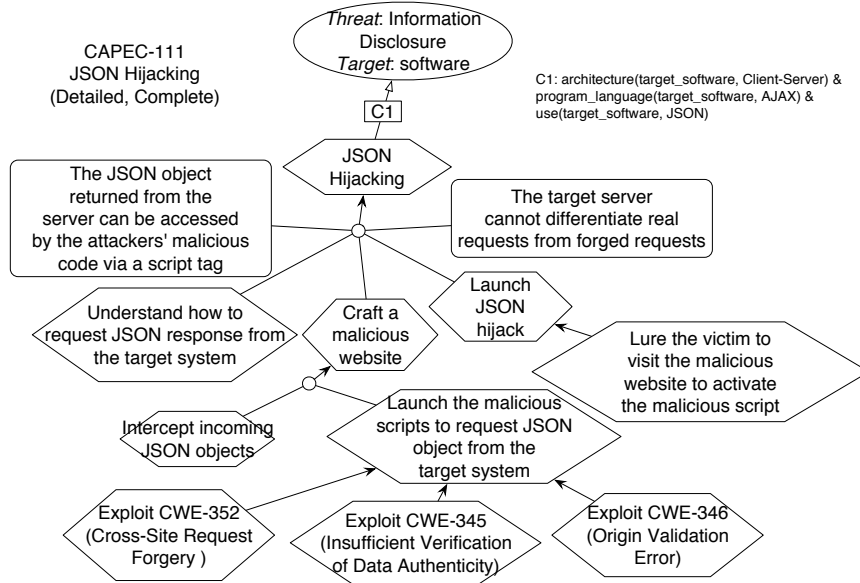 CAPEC-111
JSON Hijacking
(Detailed, Complete)
Threat: Information
Disclosure
Target: software
C1: architecture(target_software, Client-Server) &
program_language(target_software, AJAX) &
use(target_software, JSON)
C1
JSON
Hijacking
The JSON object
returned from the
server can be accessed
by the attackers' malicious
code via a script tag
The target server
cannot differentiate real
requests from forged requests
Understand how to
request JSON response from
the target system
Craft a
malicious
website
Launch
JSON
hijack
Lure the victim to
visit the malicious
website to activate
the malicious script
Intercept incoming
JSON objects
Launch the malicious
scripts to request JSON
object from the
target system
Exploit CWE-352
(Cross-Site Request
Forgery )
Exploit CWE-345
(Insufficient Verification
of Data Authenticity)
Exploit CWE-346
(Origin Validation
Error)